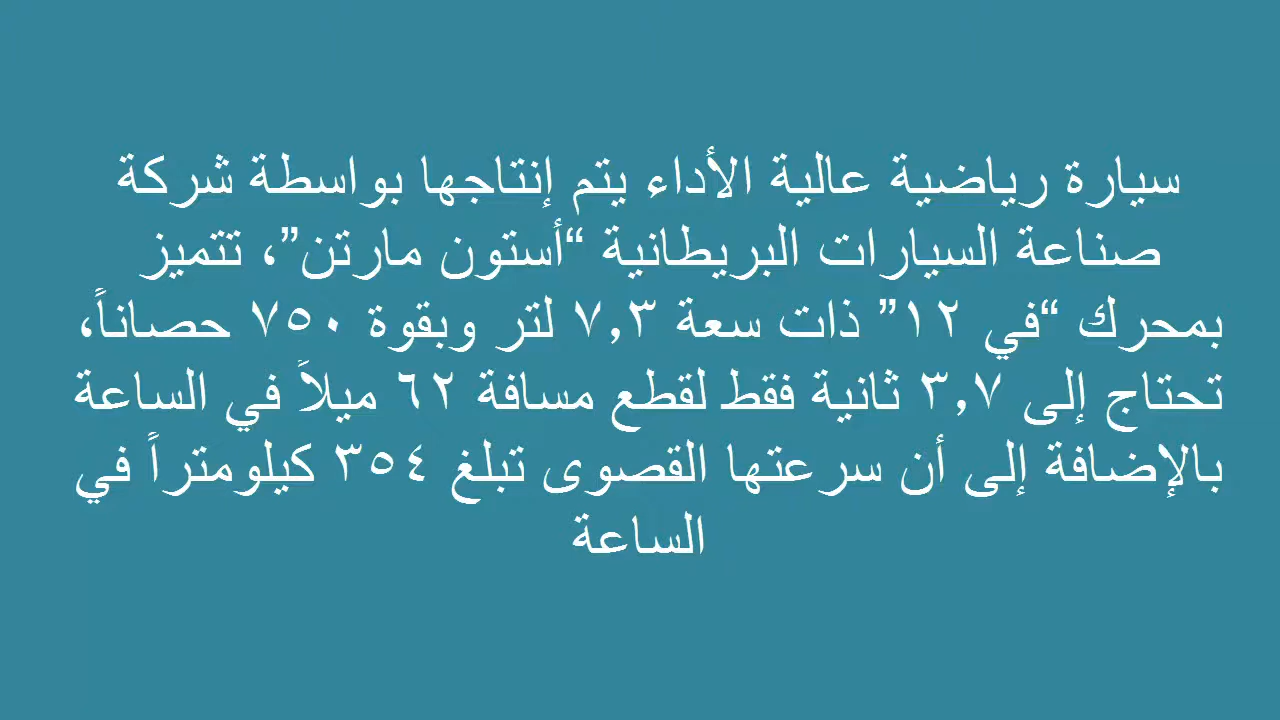 سيارة رياضية عالية الأداء يتم إنتاجها بواسطة شركة
صناعة السيارات البريطانية “أستون مارتن”، تتميز
بمحرك “في ١٢” ذات سعة ٧,٣ لتر وبقوة ٧٥٠ حصاناً،
تحتاج إلى ٣,٧ ثانية فقط لقطع مسافة ٦٢ ميلاً في الساعة
بالإضافة إلى أن سرعتها القصوى تبلغ ٣٥٤ كيلومتراً في
الساعة